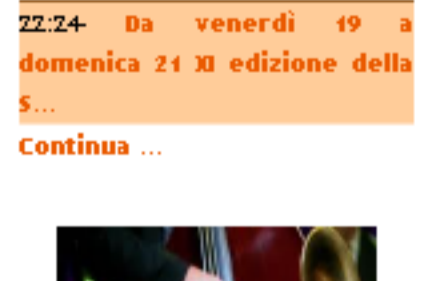 22:24- Da venerdì 19 a
domenica 21 XI edizione della
s...
Continua ...